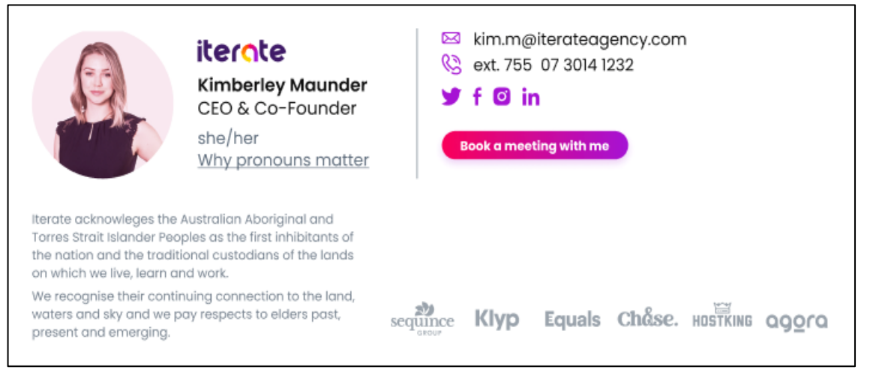 iterate
Kimberley Maunder
CEO & Co-Founder
she/her
Why pronouns matter
kim.m@iterateagency.com
ext. 755 07 3014 1232
Book a meeting with me
Iterate acknowleges the Australian Aboriginal and
Torres Strait Islander Peoples as the first inhibitants of
the nation and the traditional custodians of the lands
on which we live, learn and work.
We recognise their continuing connection to the land,
waters and sky and we pay respects to elders past,
present and emerging.
sequince GROUP Klyp Equals Chase. HOSTKING agora